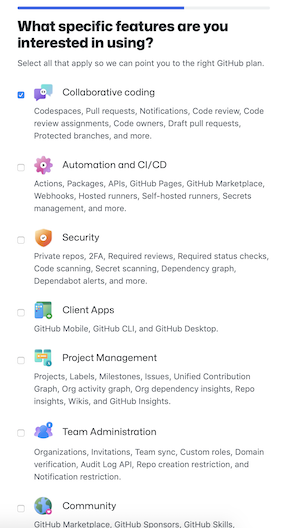 What specific features are you
interested in using?
Select all that apply so we can point you to the right GitHub plan.
Collaborative coding
Codespaces, Pull requests, Notifications, Code review, Code
review assignments, Code owners, Draft pull requests,
Protected branches, and more.
Automation and CI/CD
Actions, Packages, APIs, GitHub Pages, GitHub Marketplace,
Webhooks, Hosted runners, Self-hosted runners, Secrets
management, and more.
Security
Private repos, 2FA, Required reviews, Required status checks,
Code scanning, Secret scanning, Dependency graph,
Dependabot alerts, and more.
Client Apps
GitHub Mobile, GitHub CLI, and GitHub Desktop.
Project Management
Projects, Labels, Milestones, Issues, Unified Contribution
Graph, Org activity graph, Org dependency insights, Repo
insights, Wikis, and GitHub Insights.
Team Administration
Organizations, Invitations, Team sync, Custom roles, Domain
verification, Audit Log API, Repo creation restriction, and
Notification restriction.
Community
GitHub Marketplace, GitHub Sponsors, GitHub Skills,